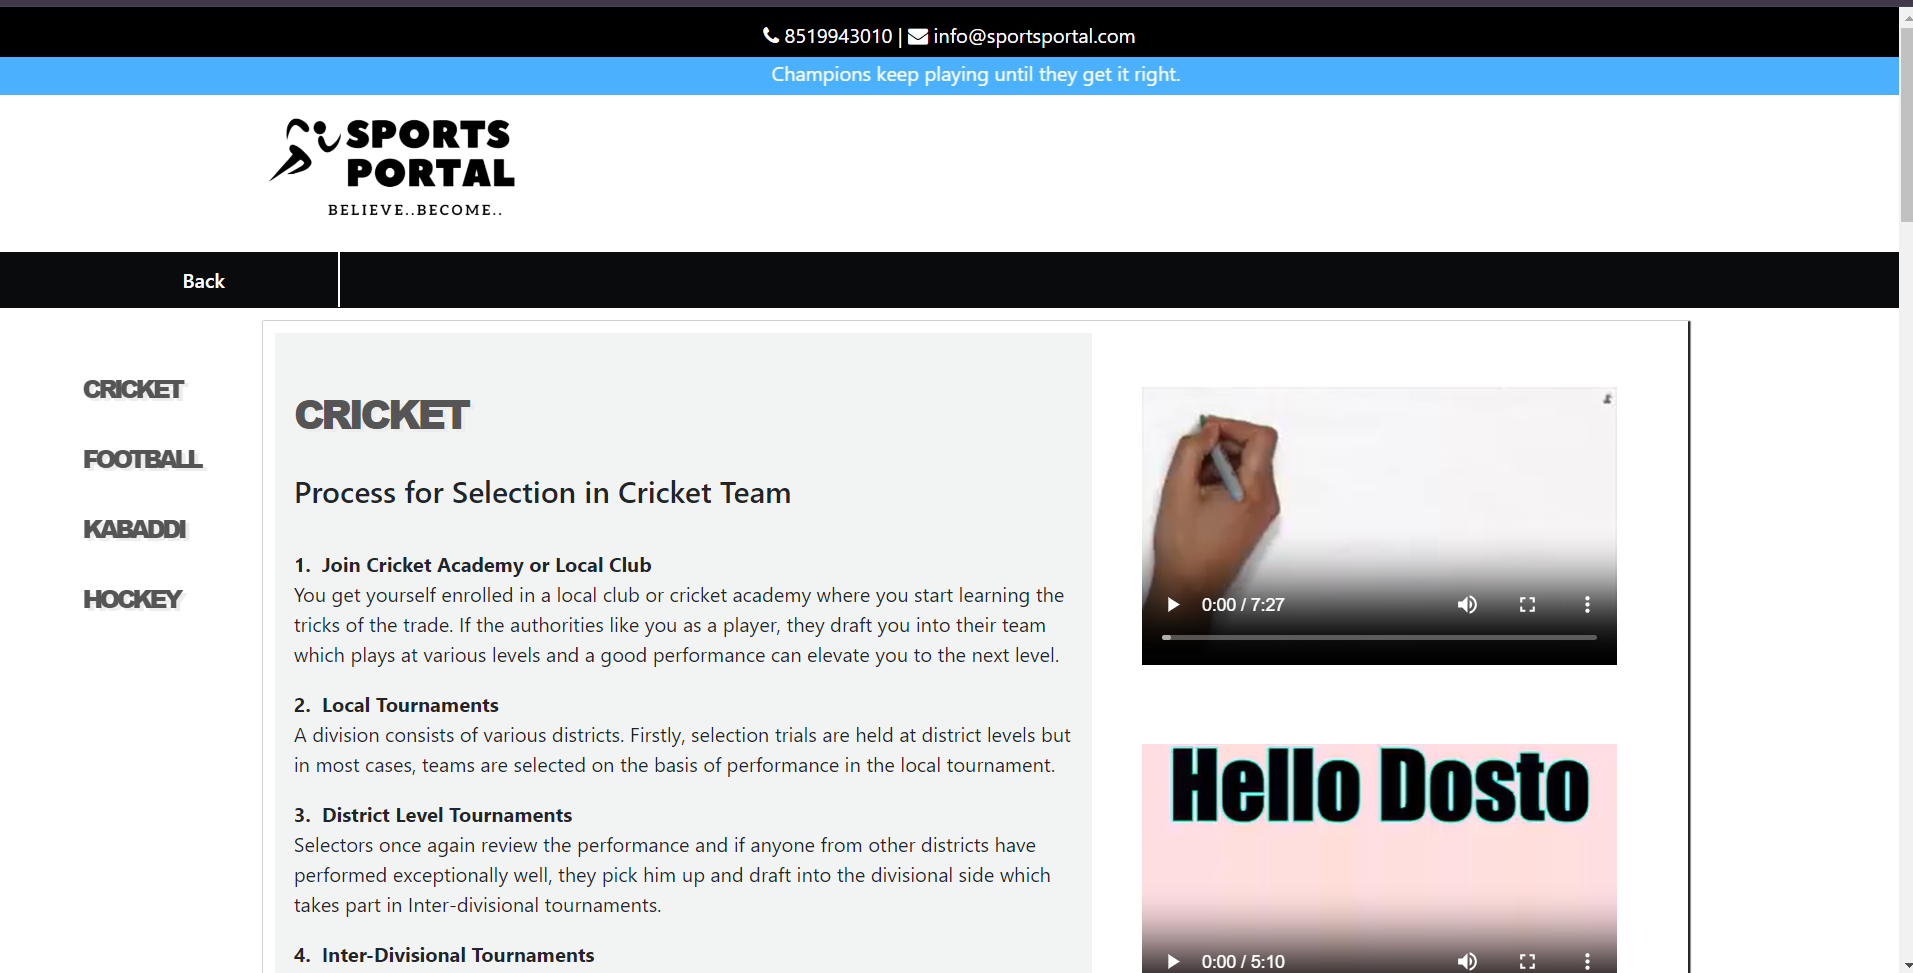 8519943010 | info@sportsportal.com
Champions keep playing until they get it right.
SPORTS
PORTAL
BELIEVE..BECOME..
Back
CRICKET
FOOTBALL
KABADDI
HOCKEY
CRICKET
Process for Selection in Cricket Team
1. Join Cricket Academy or Local Club
You get yourself enrolled in a local club or cricket academy where you start learning the
tricks of the trade. If the authorities like you as a player, they draft you into their team
which plays at various levels and a good performance can elevate you to the next level.
2. Local Tournaments
A division consists of various districts. Firstly, selection trials are held at district levels but
in most cases, teams are selected on the basis of performance in the local tournament.
3. District Level Tournaments
Selectors once again review the performance and if anyone from other districts have
performed exceptionally well, they pick him up and draft into the divisional side which
takes part in Inter-divisional tournaments.
4. Inter-Divisional Tournaments
0:00 / 7:27
Hello Dosto
0:00 / 5:10